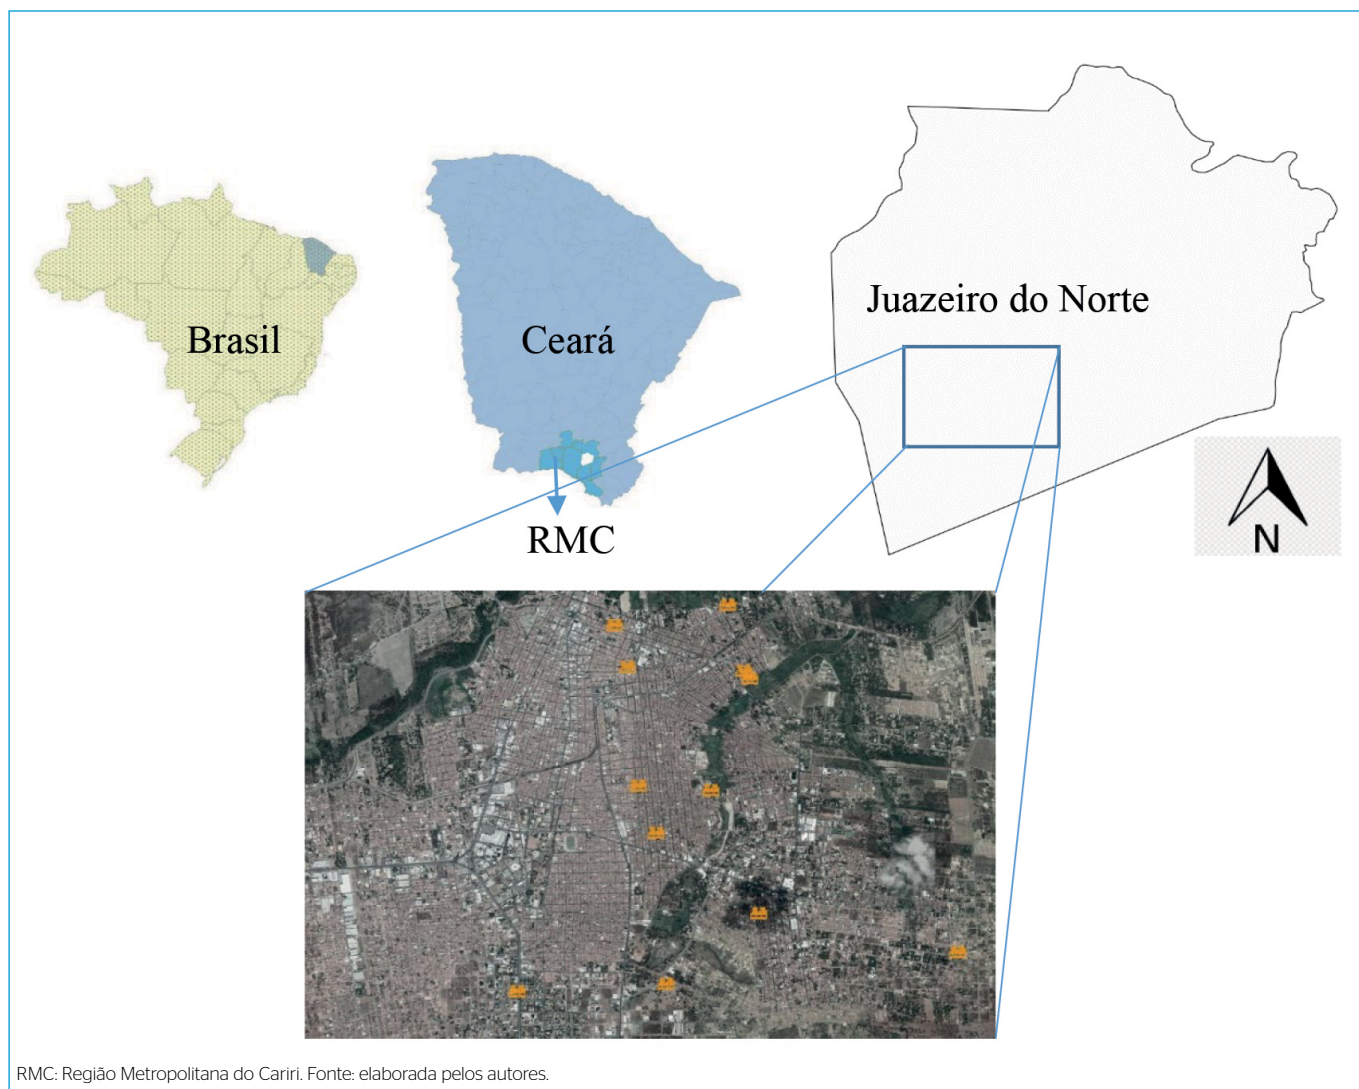 Brasil
Ceará
Juazeiro do Norte
RMC
N
RMC: Região Metropolitana do Cariri. Fonte: elaborada pelos autores.